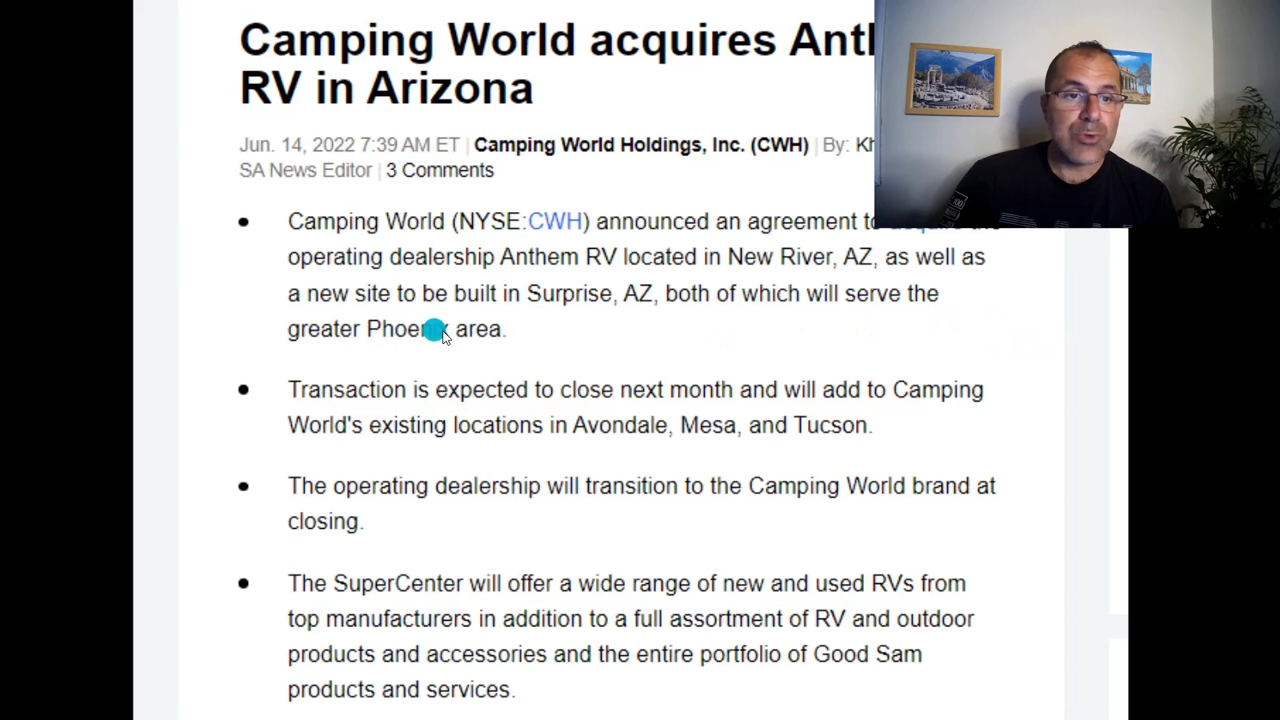 Camping World acquires
RV in Arizona
Jun. 14, 2022 7:39 AM ET | Camping World Holdings, Inc. (CWH) | By:
SA News Editor | 3 Comments
• Camping World (NYSE:CWH) announced an agreement
operating dealership Anthem RV located in New River, AZ, as well as
a new site to be built in Surprise, AZ, both of which will serve the
greater Phoenix area.
• Transaction is expected to close next month and will add to Camping
World's existing locations in Avondale, Mesa, and Tucson.
• The operating dealership will transition to the Camping World brand at
closing.
• The SuperCenter will offer a wide range of new and used RVs from
top manufacturers in addition to a full assortment of RV and outdoor
products and accessories and the entire portfolio of Good Sam
products and services.